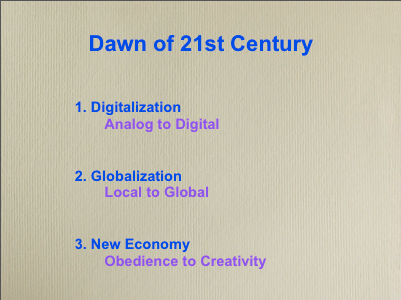 Dawn of 21st Century
1. Digitalization
Analog to Digital
2. Globalization
Local to Global
3. New Economy
Obedience to Creativity